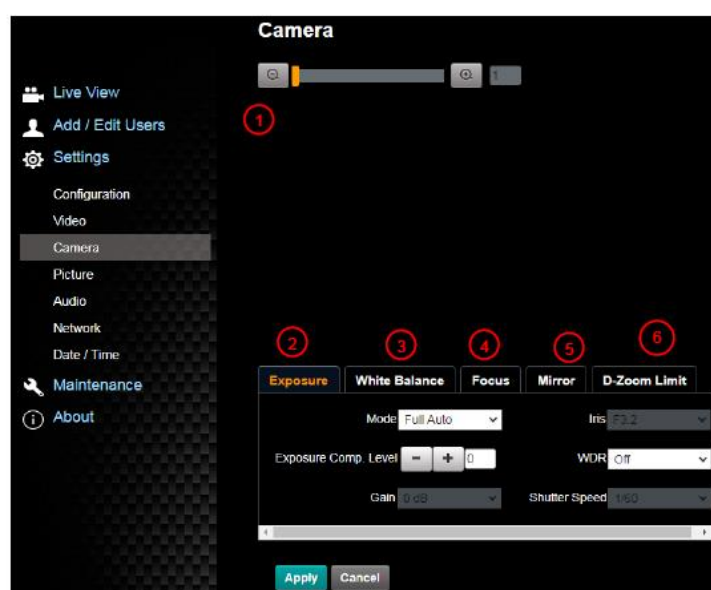 Camera
1
Live View
Add / Edit Users
Settings
Configuration
Video
Camera
Picture
Audio
Network
Date / Time
Maintenance
About
1
2
3
4
5
6
Exposure White Balance Focus Mirror D-Zoom Limit
Mode Full Auto Iris F3.2
Exposure Comp. Level - + 0 WDR Off
Gain 0 dB Shutter Speed 1/60
Apply Cancel